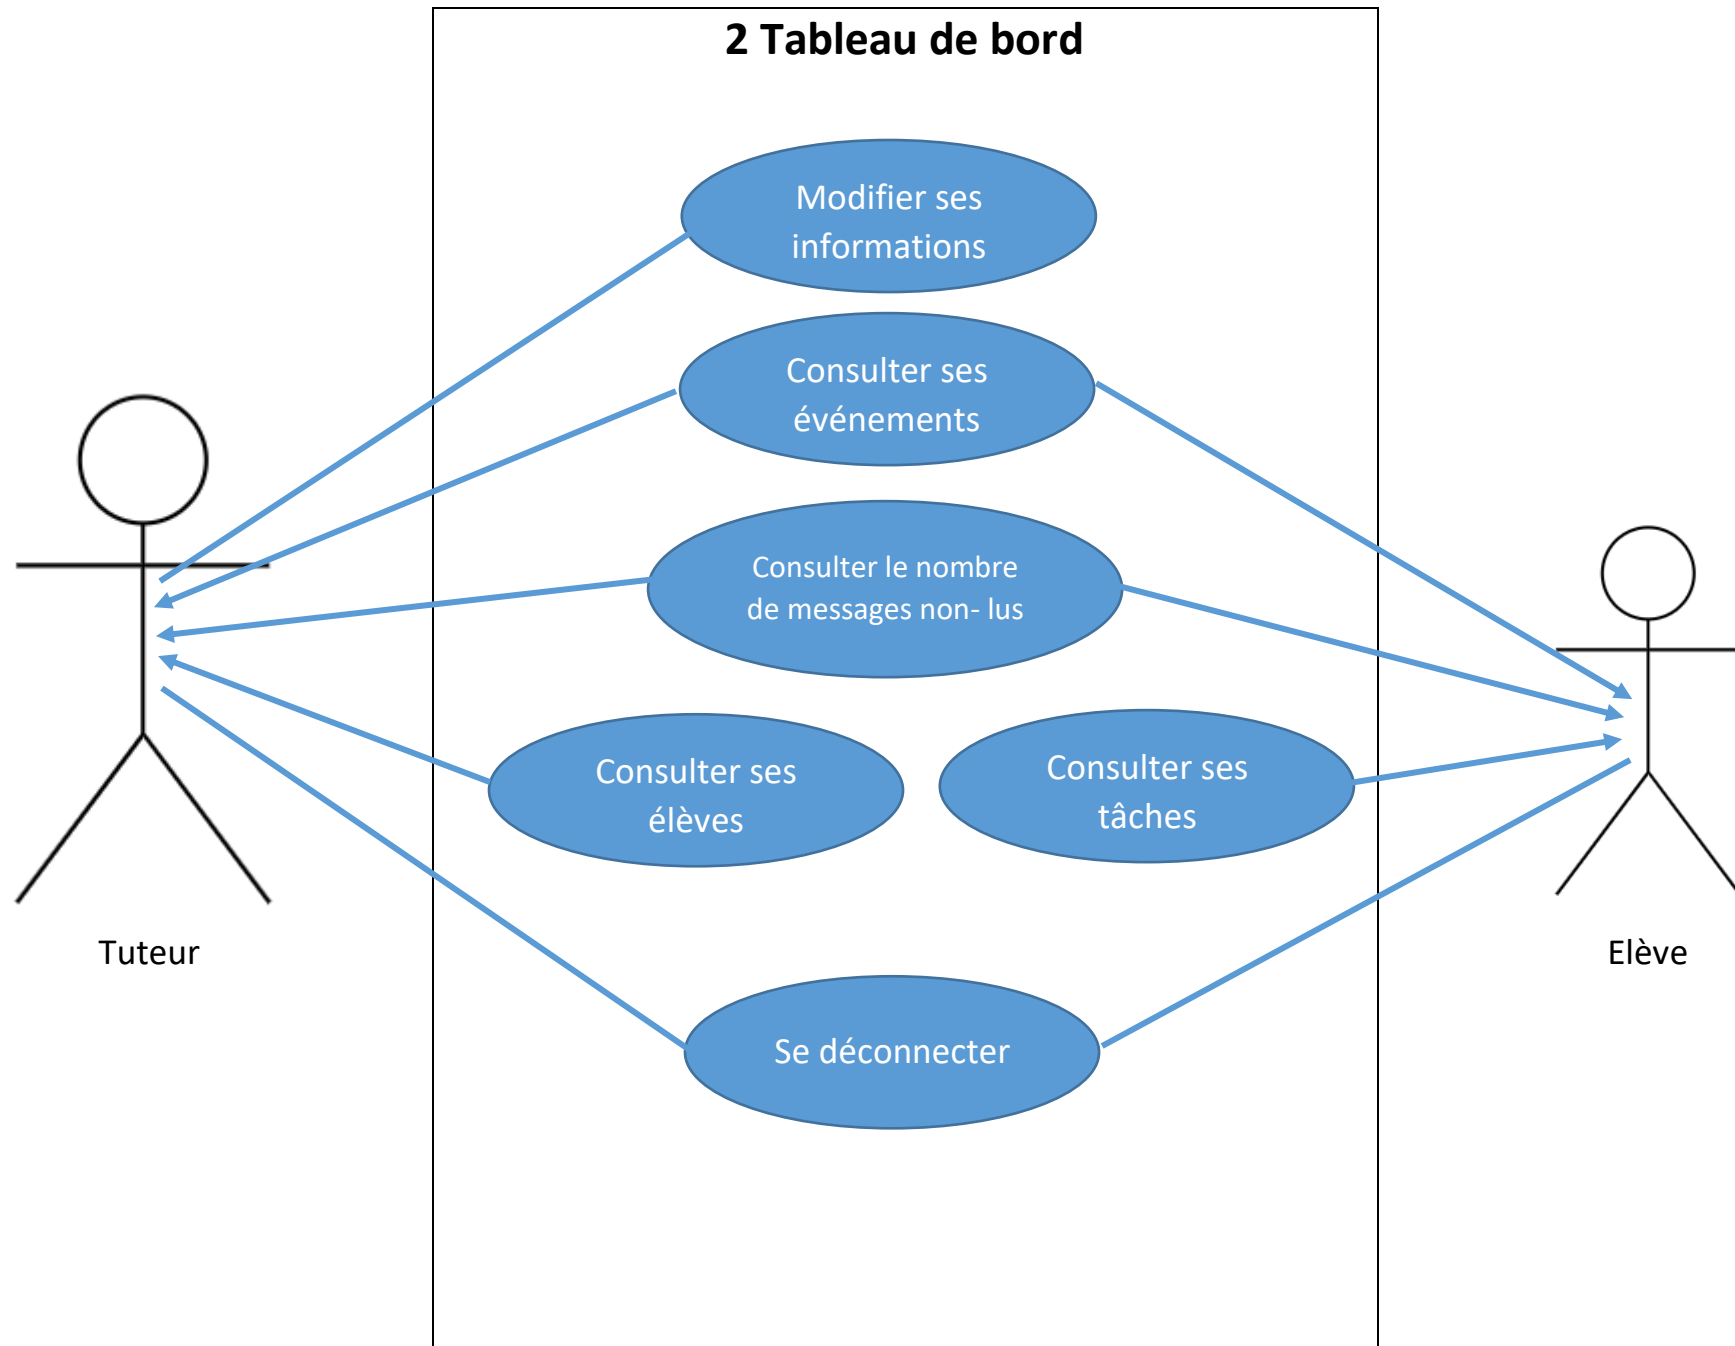 2 Tableau de bord
Modifier ses
informations
Consulter ses
événements
Consulter le nombre
de messages non- lus
Consulter ses
élèves
Consulter ses
tâches
Tuteur
Elève
Se déconnecter